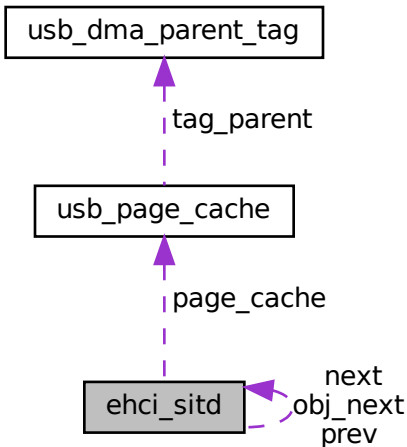 usb_dma_parent_tag
tag_parent
usb_page_cache
page_cache
next
ehci_sitd
obj_next
prev